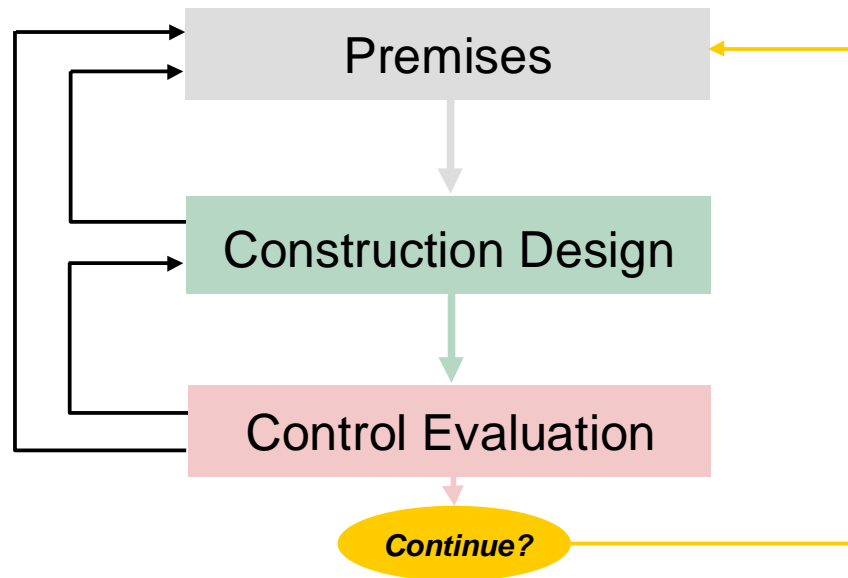 Premises
Construction Design
Control Evaluation
Continue?